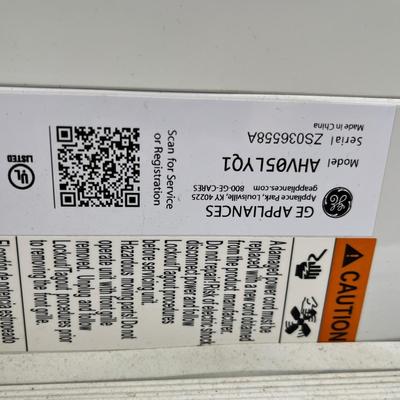 GE APPLIANCES
Appliance Park, Louisville, KY 40225
geappliances.com 800-GE-CARES
Model AHV05LYQ1
Serial ZS036558A
Made in China
Scan for Service
or Registration
UL
LISTED
GE
CAUTION
A damaged power cord must be
replaced with a new cord obtained
from the product manufacturer.
Do not repair! Risk of electric shock,
disconnect power and follow
Lockout/Tagout procedures
before servicing unit.
Hazardous moving parts! Do not
operate unit with front grille
removed. Unplug and follow
Lockout/Tagout procedures prior
to removing the front grille.